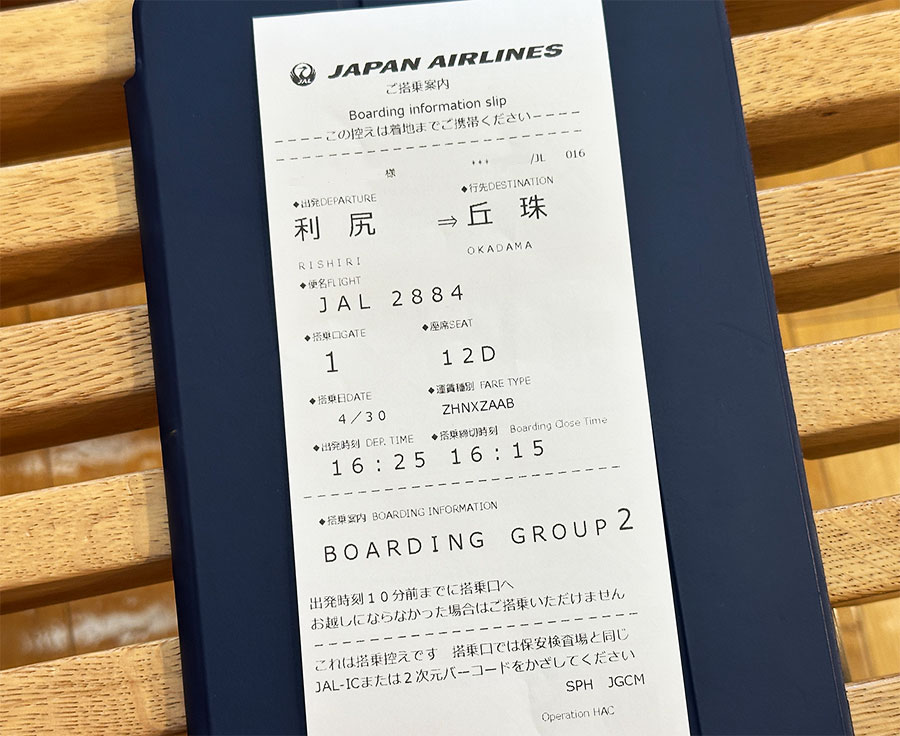 JAL JAPAN AIRLINES
ご搭乗案内
Boarding information slip
----この控えは着地までご携帯ください----
様 *** /JL 016
◆出発DEPARTURE ◆行先DESTINATION
利 尻 ⇒ 丘 珠
RISHIRI OKADAMA
◆便名FLIGHT
JAL 2884
◆搭乗口GATE ◆座席SEAT
1 12D
◆搭乗日DATE ◆運賃種別 FARE TYPE
4/30 ZHNXZAAB
◆出発時刻 DEP. TIME ◆搭乗締切時刻 Boarding Close Time
16:25 16:15
◆搭乗案内 BOARDING INFORMATION
BOARDING GROUP 2
出発時刻10分前までに搭乗口へ
お越しにならなかった場合はご搭乗いただけません
これは搭乗控えです 搭乗口では保安検査場と同じ
JAL-ICまたは2次元バーコードをかざしてください
SPH JGCM
Operation HAC